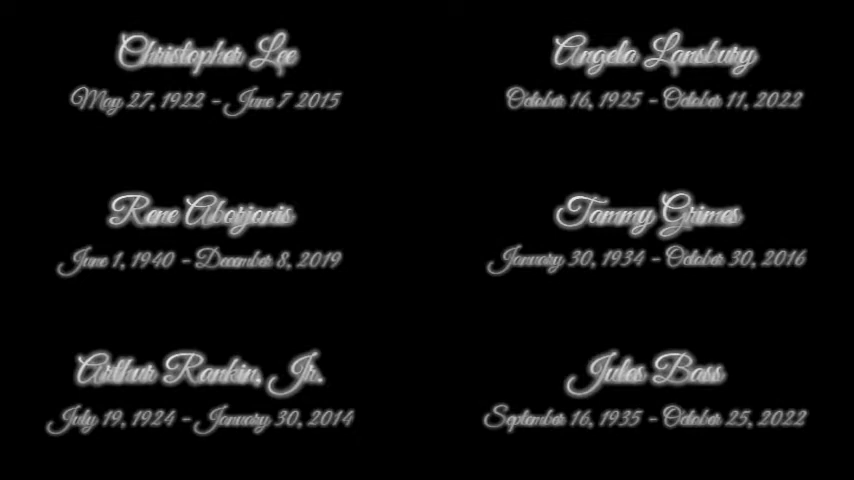 Christopher Lee
May 27, 1922 - June 7 2015
Angela Lansbury
October 16, 1925 - October 11, 2022
Rene Aborjonis
June 1, 1940 - December 8, 2019
Tammy Grimes
January 30, 1934 - October 30, 2016
Arthur Rankin, Jr.
July 19, 1924 - January 30, 2014
Jules Bass
September 16, 1935 - October 25, 2022